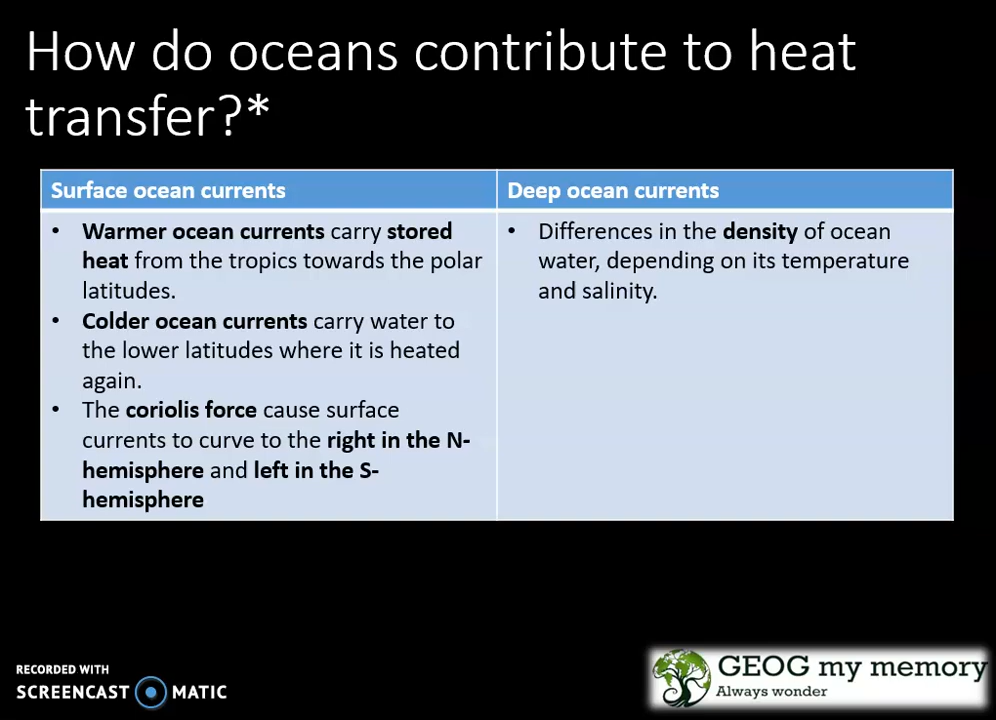 How do oceans contribute to heat
transfer?*
Surface ocean currents
• Warmer ocean currents carry stored
heat from the tropics towards the polar
latitudes.
• Colder ocean currents carry water to
the lower latitudes where it is heated
again.
• The coriolis force cause surface
currents to curve to the right in the N-
hemisphere and left in the S-
hemisphere
Deep ocean currents
• Differences in the density of ocean
water, depending on its temperature
and salinity.
RECORDED WITH
SCREENCAST MATIC
GEOG my memory
Always wonder